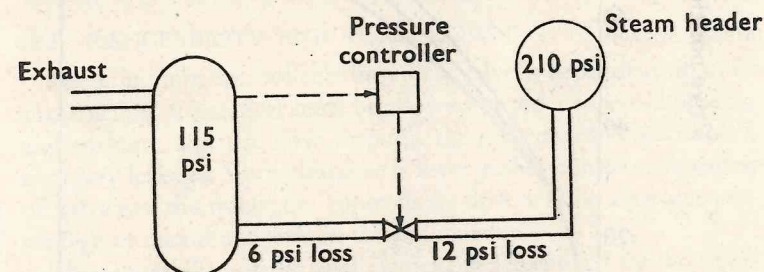 Pressure
controller
Steam header
Exhaust
210 psi
115
psi
6 psi loss
12 psi loss